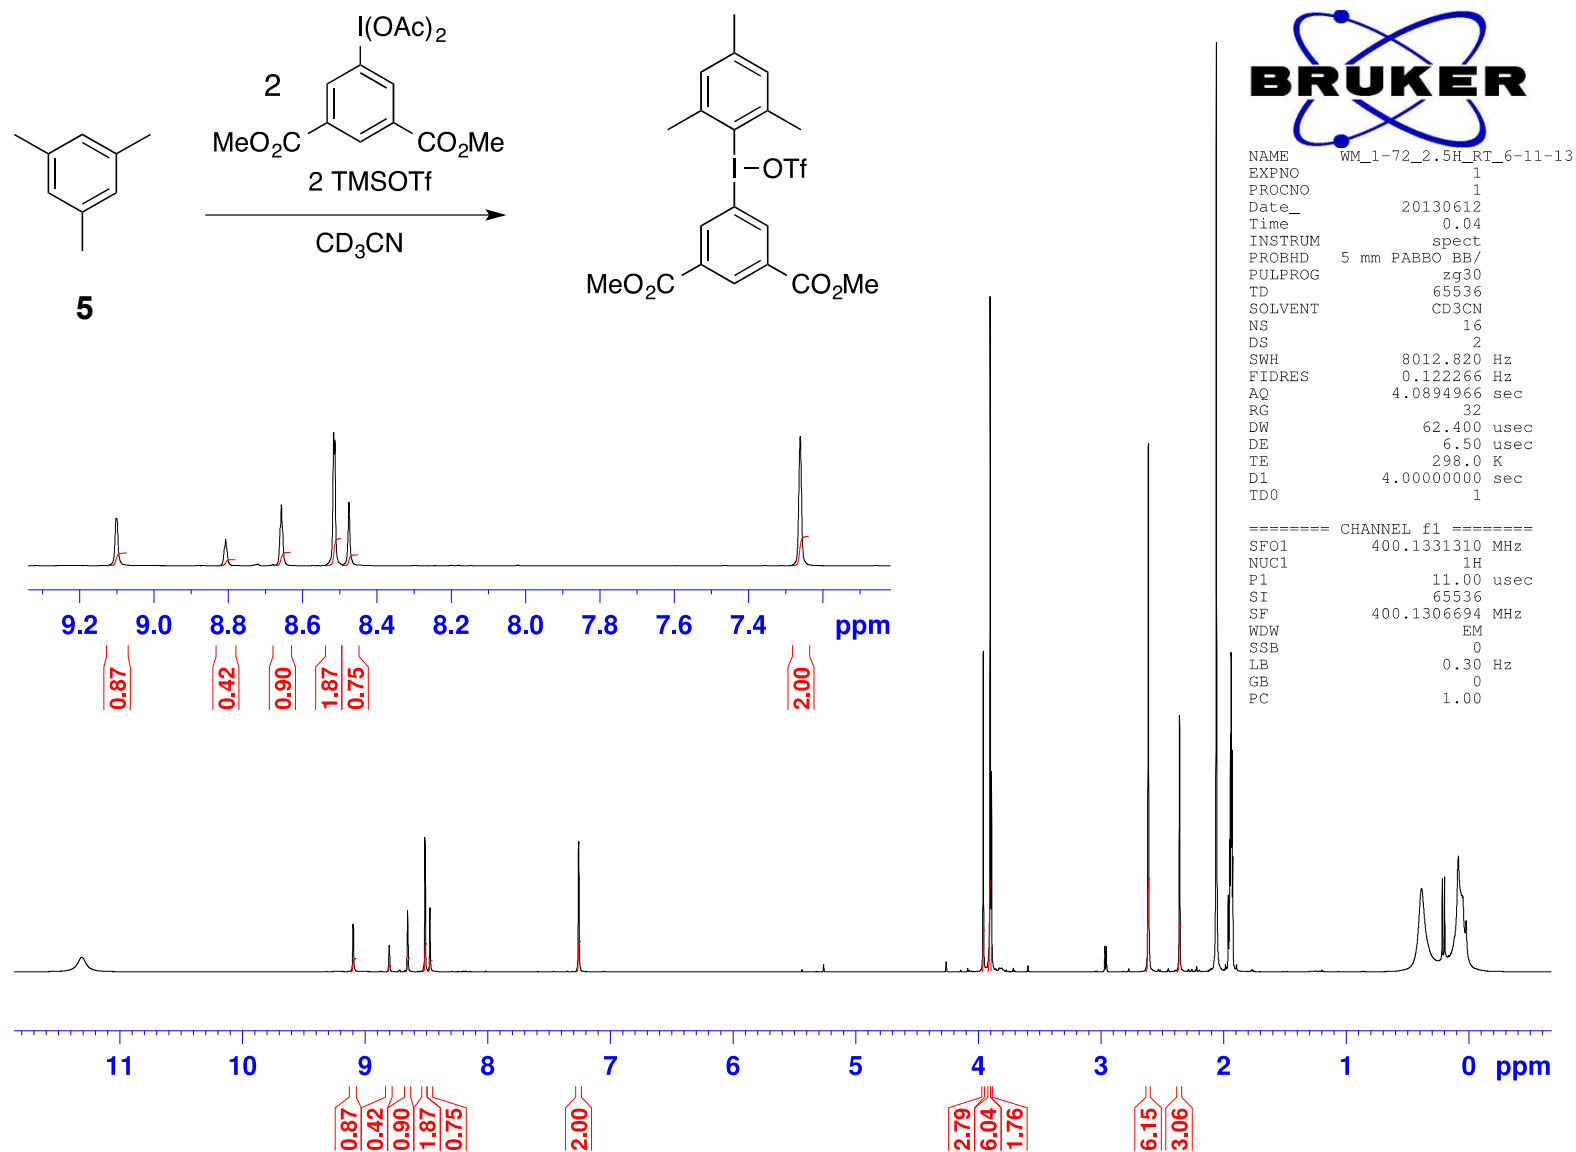 I(OAc)2
2
MeO2C
CO2Me
2 TMSOTf
CD3CN
5
I
OTf
MeO2C
CO2Me
BRUKER
NAME WM_1-72_2.5H_RT_6-11-13
EXPNO 1
PROCNO 1
Date_ 20130612
Time 0.04
INSTRUM spect
PROBHD 5 mm PABBO BB/
PULPROG zg30
TD 65536
SOLVENT CD3CN
NS 16
DS 2
SWH 8012.820 Hz
FIDRES 0.122266 Hz
AQ 4.0894966 sec
RG 32
DW 62.400 usec
DE 6.50 usec
TE 298.0 K
D1 4.00000000 sec
TD0 1
======== CHANNEL f1 ========
SFO1 400.1331310 MHz
NUC1 1H
P1 11.00 usec
SI 65536
SF 400.1306694 MHz
WDW EM
SSB 0
LB 0.30 Hz
GB 0
PC 1.00
9.2 9.0 8.8 8.6 8.4 8.2 8.0 7.8 7.6 7.4 ppm
0.87 0.42 0.90 1.87 0.75 2.00
11 10 9 8 7 6 5 4 3 2 1 0 ppm
0.87 0.42 0.90 1.87 0.75 2.00 2.79 6.04 1.76 6.15 3.06